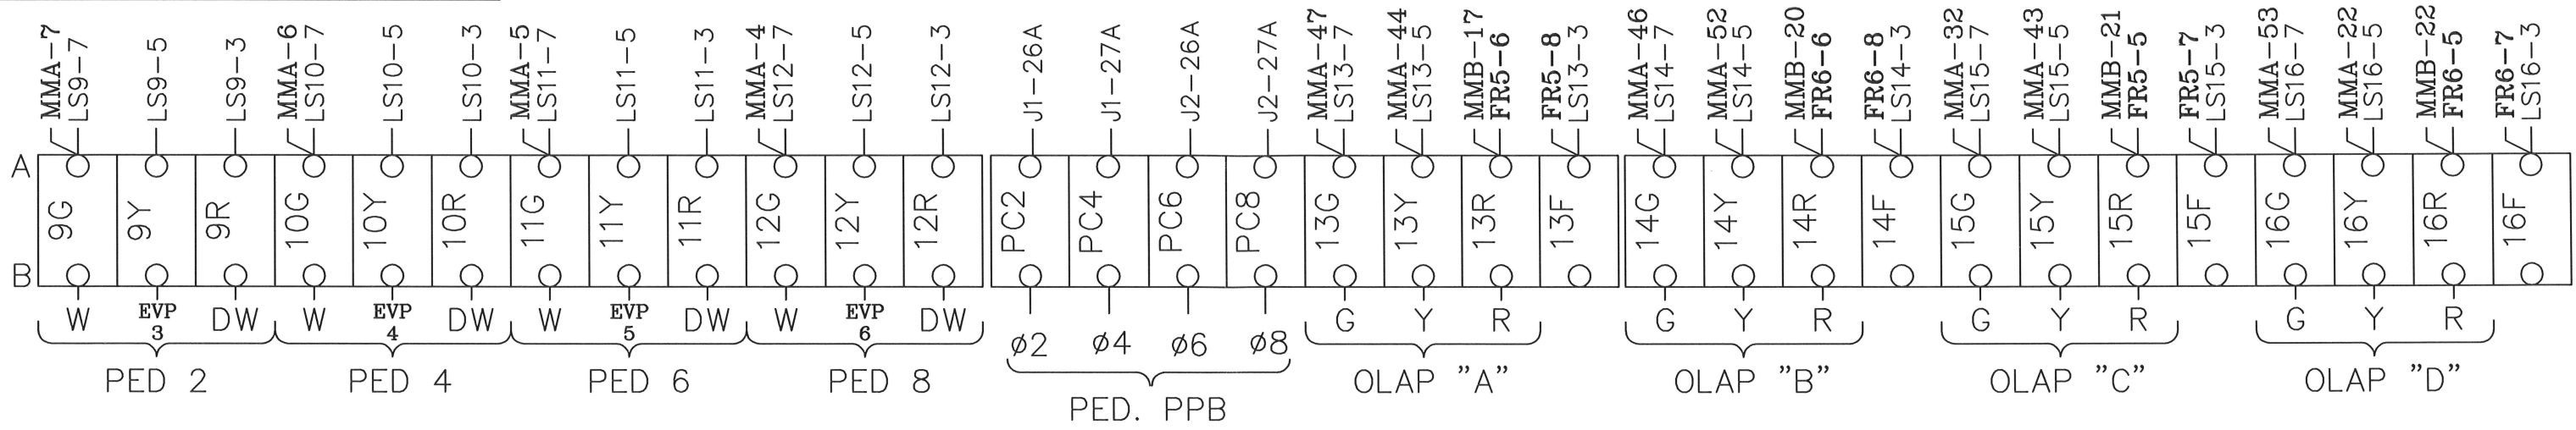 MMA-7 MMA-6 MMA-5 MMA-4 MMA-47 MMA-44 MMB-17 FR5-8 MMA-46 MMA-52 MMB-20 FR6-8 MMA-32 MMA-43 MMB-21 FR5-7 MMA-53 MMA-22 MMB-22 FR6-7
LS9-7 LS9-5 LS9-3 LS10-7 LS10-5 LS10-3 LS11-7 LS11-5 LS11-3 LS12-7 LS12-5 LS12-3 J1-26A J1-27A J2-26A J2-27A LS13-7 LS13-5 FR5-6 LS13-3 LS14-7 LS14-5 FR6-6 LS14-3 LS15-7 LS15-5 FR5-5 LS15-3 LS16-7 LS16-5 FR6-5 LS16-3
A
9G 9Y 9R 10G 10Y 10R 11G 11Y 11R 12G 12Y 12R PC2 PC4 PC6 PC8 13G 13Y 13R 13F 14G 14Y 14R 14F 15G 15Y 15R 15F 16G 16Y 16R 16F
B
W EVP 3 DW W EVP 4 DW W EVP 5 DW W EVP 6 DW ø2 ø4 ø6 ø8 G Y R G Y R G Y R G Y R
PED 2 PED 4 PED 6 PED 8 OLAP "A" OLAP "B" OLAP "C" OLAP "D"
PED. PPB